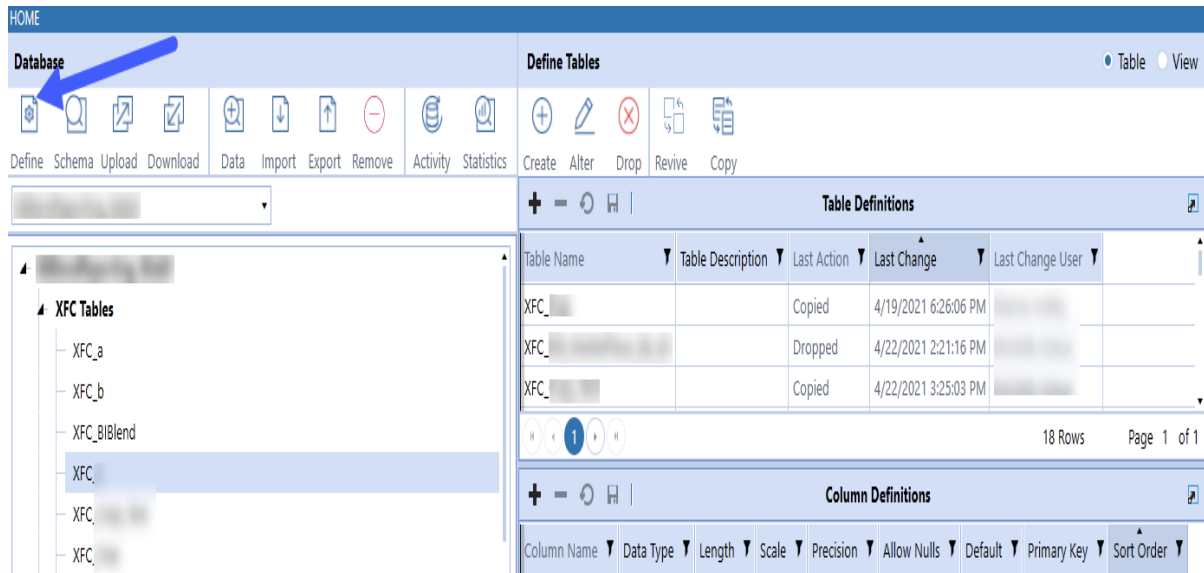 HOME
Database
Define Schema Upload Download Data Import Export Remove Activity Statistics
XFC Tables
XFC_a
XFC_b
XFC_BIBlend
XFC_
XFC_
XFC_
Define Tables
Table View
Create Alter Drop Revive Copy
Table Definitions
Table Name Table Description Last Action Last Change Last Change User
XFC_ Copied 4/19/2021 6:26:06 PM
XFC_ Dropped 4/22/2021 2:21:16 PM
XFC_ Copied 4/22/2021 3:25:03 PM
1 18 Rows Page 1 of 1
Column Definitions
Column Name Data Type Length Scale Precision Allow Nulls Default Primary Key Sort Order